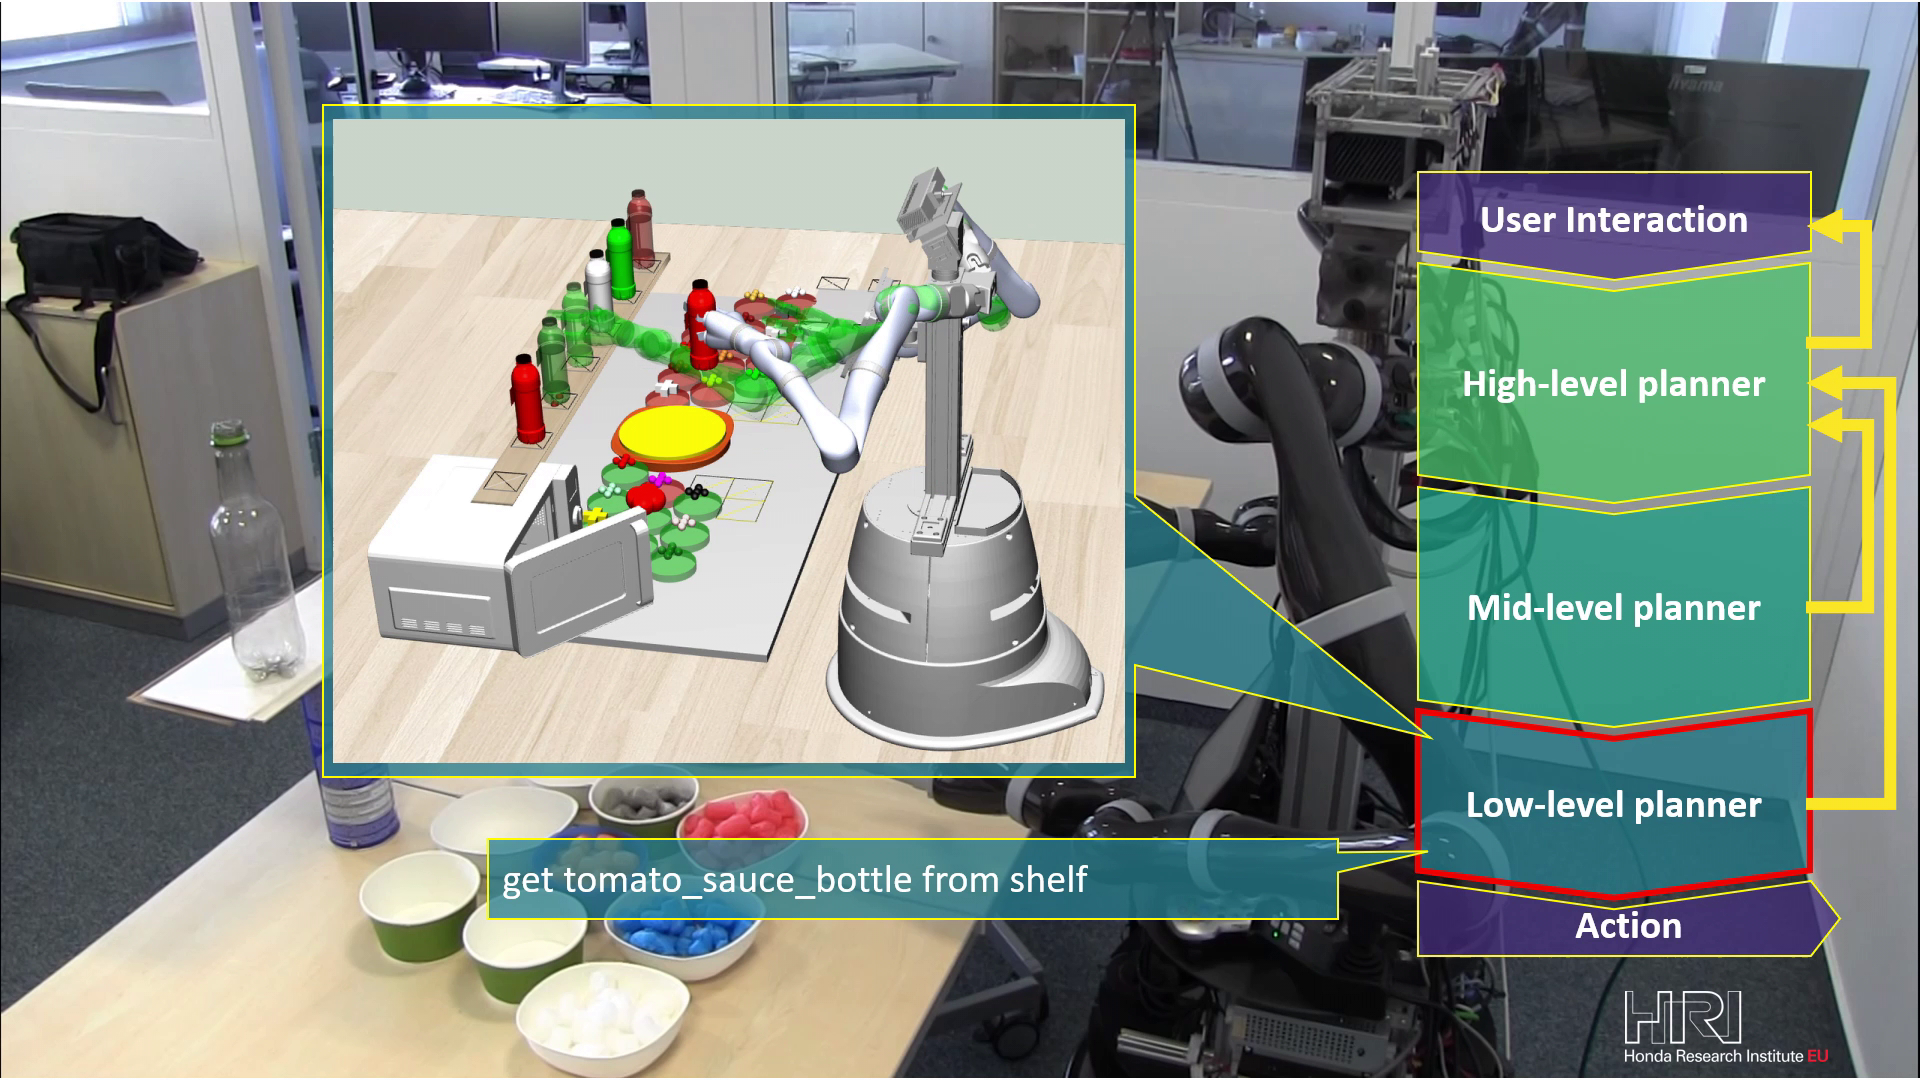 iiyama
User Interaction
High-level planner
Mid-level planner
Low-level planner
get tomato_sauce_bottle from shelf
Action
HRI
Honda Research Institute EU